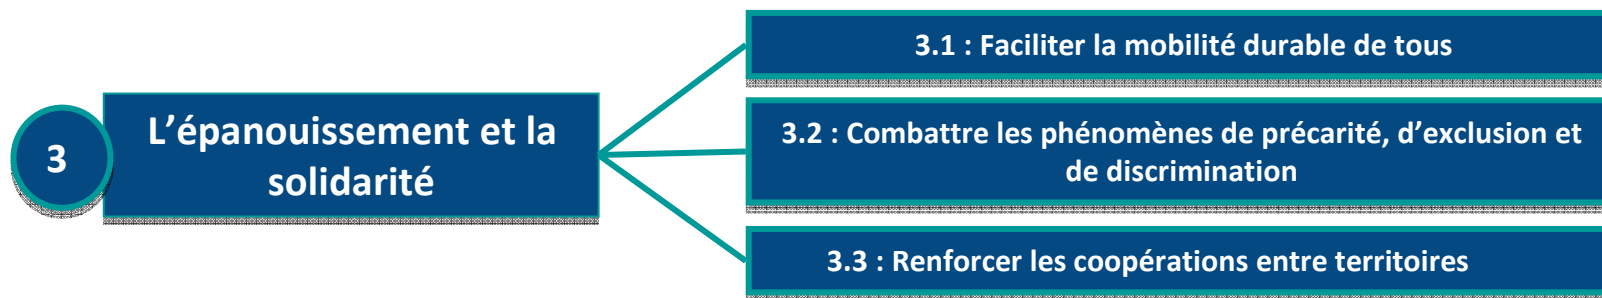 3
L’épanouissement et la
solidarité
3.1 : Faciliter la mobilité durable de tous
3.2 : Combattre les phénomènes de précarité, d’exclusion et
de discrimination
3.3 : Renforcer les coopérations entre territoires